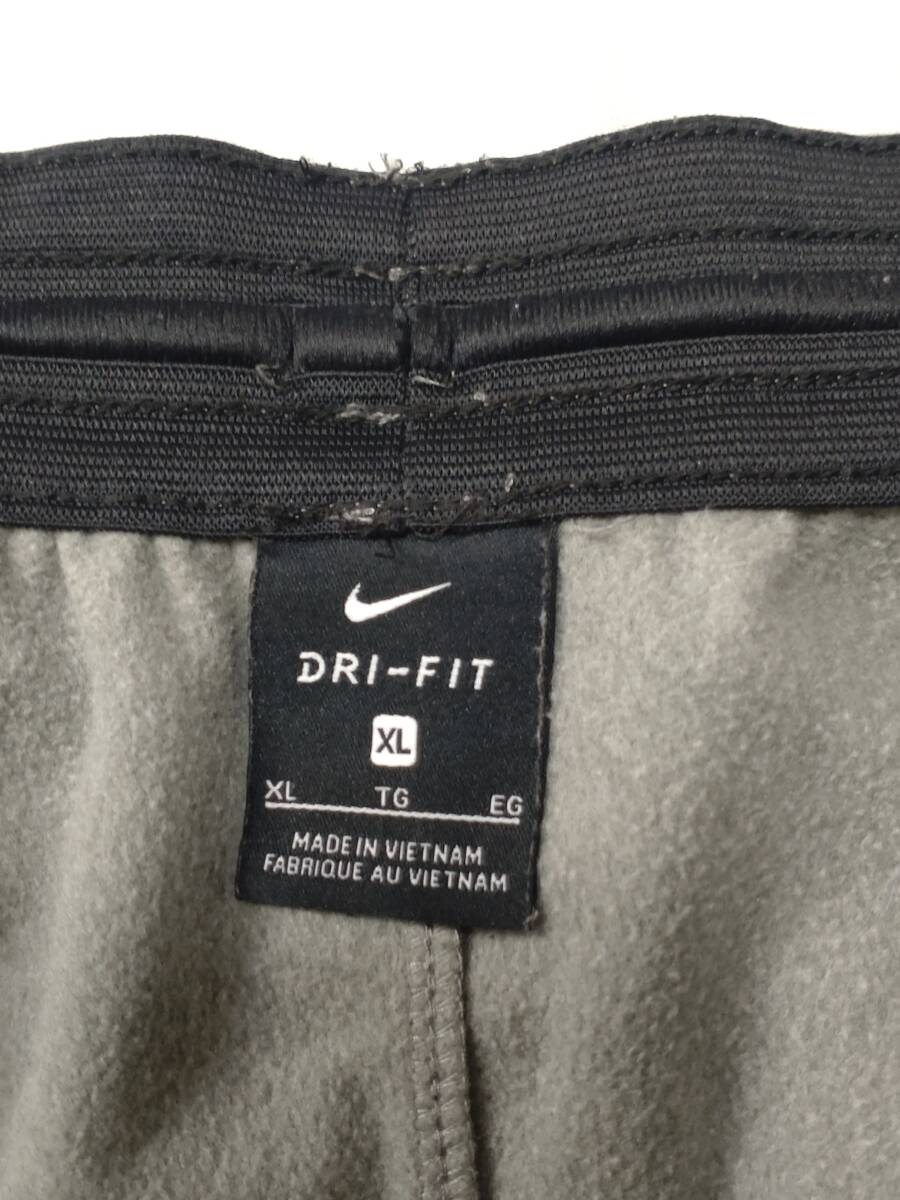 DRI-FIT
XL
XL TG EG
MADE IN VIETNAM
FABRIQUE AU VIETNAM